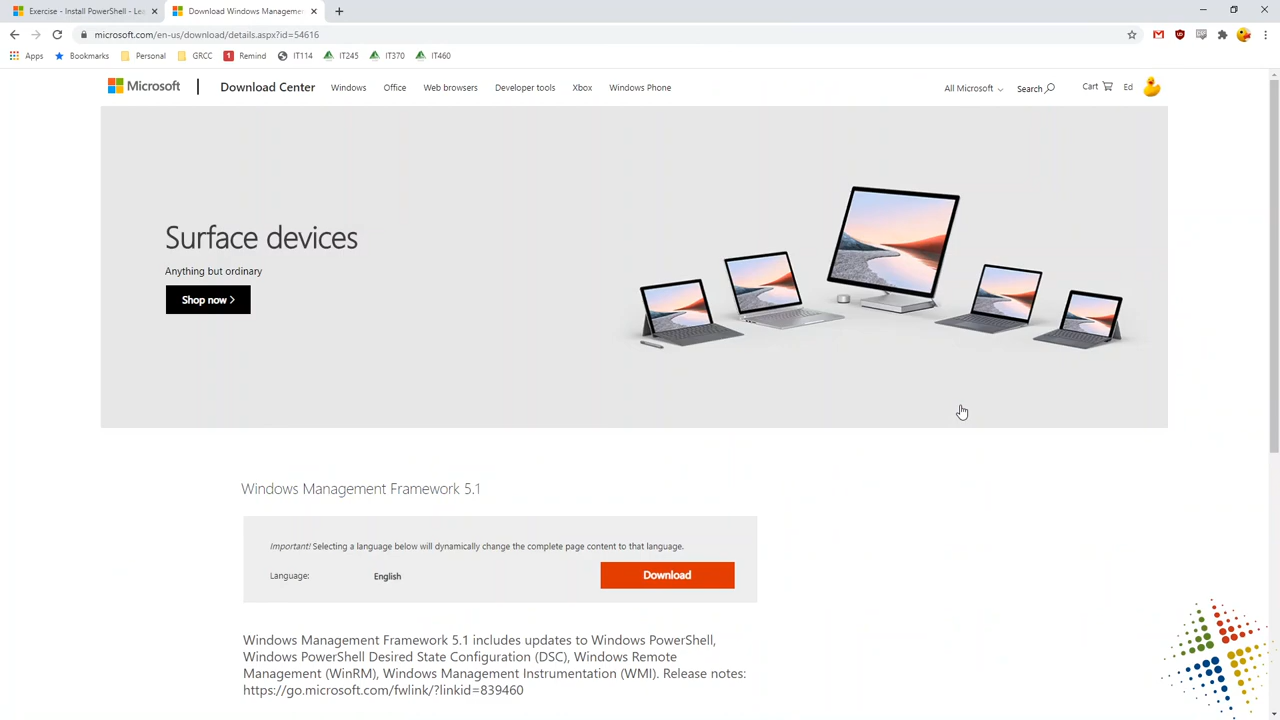 Exercise - Install PowerShell - Lea
Download Windows Manageme
microsoft.com/en-us/download/details.aspx?id=54616
Apps Bookmarks Personal GRCC 1 Remind IT114 IT245 IT370 IT460
Microsoft Download Center Windows Office Web browsers Developer tools Xbox Windows Phone All Microsoft Search Cart Ed
Surface devices
Anything but ordinary
Shop now
Windows Management Framework 5.1
Important! Selecting a language below will dynamically change the complete page content to that language.
Language: English Download
Windows Management Framework 5.1 includes updates to Windows PowerShell,
Windows PowerShell Desired State Configuration (DSC), Windows Remote
Management (WinRM), Windows Management Instrumentation (WMI). Release notes:
https://go.microsoft.com/fwlink/?linkid=839460